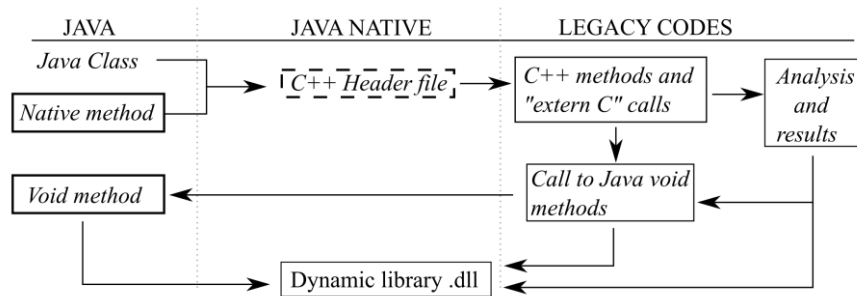 JAVA JAVA NATIVE LEGACY CODES
Java Class
Native method
C++ Header file
C++ methods and
"extern C" calls
Analysis
and
results
Void method
Call to Java void
methods
Dynamic library .dll